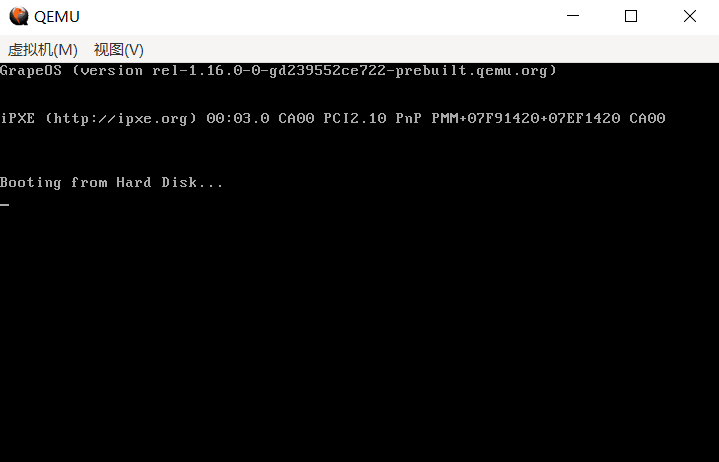 QEMU
虚拟机(M) 视图(V)
GrapeOS (version rel-1.16.0-0-gd239552ce722-prebuilt.qemu.org)
iPXE (http://ipxe.org) 00:03.0 CA00 PCI2.10 PnP PMM+07F91420+07EF1420 CA00
Booting from Hard Disk...